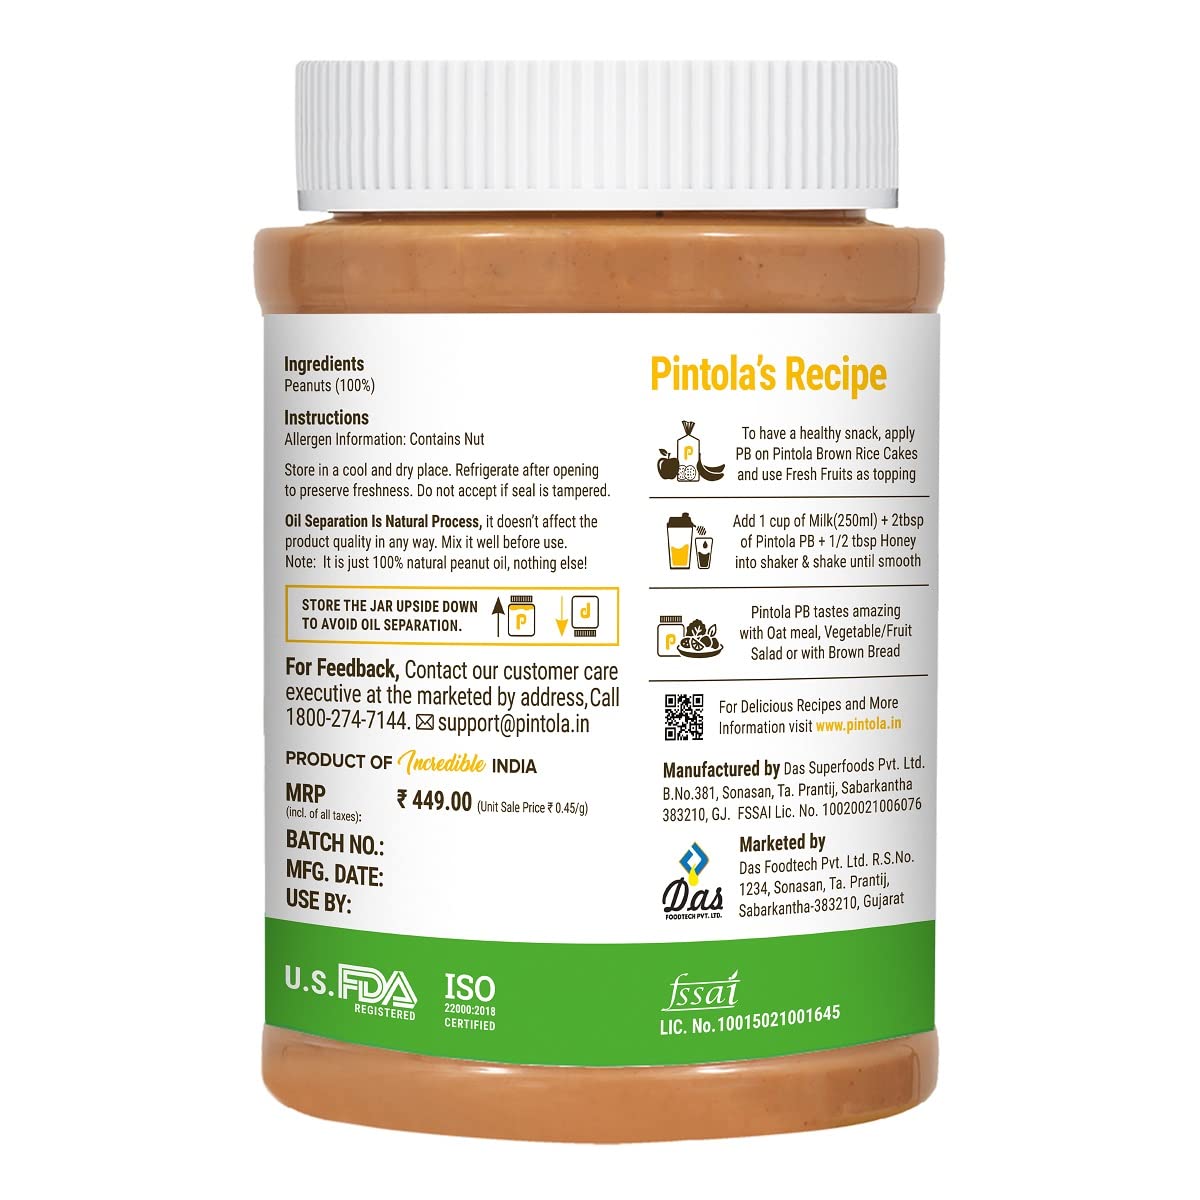 Ingredients
Peanuts (100%)
Instructions
Allergen Information: Contains Nut
Store in a cool and dry place. Refrigerate after opening
to preserve freshness. Do not accept if seal is tampered.
Oil Separation Is Natural Process, it doesn't affect the
product quality in any way. Mix it well before use.
Note: It is just 100% natural peanut oil, nothing else!
STORE THE JAR UPSIDE DOWN
TO AVOID OIL SEPARATION.
p
p
For Feedback, Contact our customer care
executive at the marketed by address,Call
1800-274-7144. support@pintola.in
PRODUCT OF Incredible INDIA
MRP ₹ 449.00 (Unit Sale Price ₹ 0.45/g)
(incl. of all taxes):
BATCH NO.:
MFG. DATE:
USE BY:
U.S.FDA
REGISTERED
ISO
22000:2018
CERTIFIED
Pintola's Recipe
p
To have a healthy snack, apply
PB on Pintola Brown Rice Cakes
and use Fresh Fruits as topping
Add 1 cup of Milk(250ml) + 2tbsp
of Pintola PB + 1/2 tbsp Honey
into shaker & shake until smooth
p
Pintola PB tastes amazing
with Oat meal, Vegetable/Fruit
Salad or with Brown Bread
For Delicious Recipes and More
Information visit www.pintola.in
Manufactured by Das Superfoods Pvt. Ltd.
B.No.381, Sonasan, Ta. Prantij, Sabarkantha
383210, GJ. FSSAI Lic. No. 10020021006076
Das
FOODTECH PVT. LTD.
Marketed by
Das Foodtech Pvt. Ltd. R.S.No.
1234, Sonasan, Ta. Prantij,
Sabarkantha-383210, Gujarat
fssai
LIC. No. 10015021001645